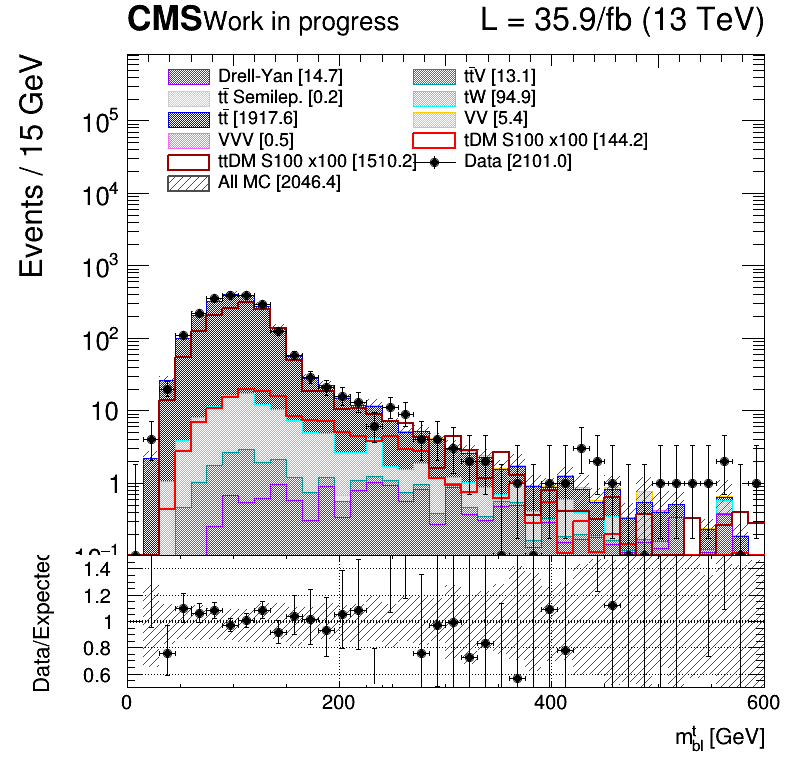 CMS Work in progress L = 35.9/fb (13 TeV)
Events / 15 GeV
Drell-Yan [14.7] tt̄V [13.1]
tt̄ Semilep. [0.2] tW [94.9]
tt̄ [1917.6] VV [5.4]
VVV [0.5] tDM S100 x100 [144.2]
ttDM S100 x100 [1510.2] Data [2101.0]
All MC [2046.4]
10⁵
10⁴
10³
10²
10
1
10⁻¹
Data/Expected
1.4
1.2
1
0.8
0.6
0 200 400 600
mᵗ_bl [GeV]